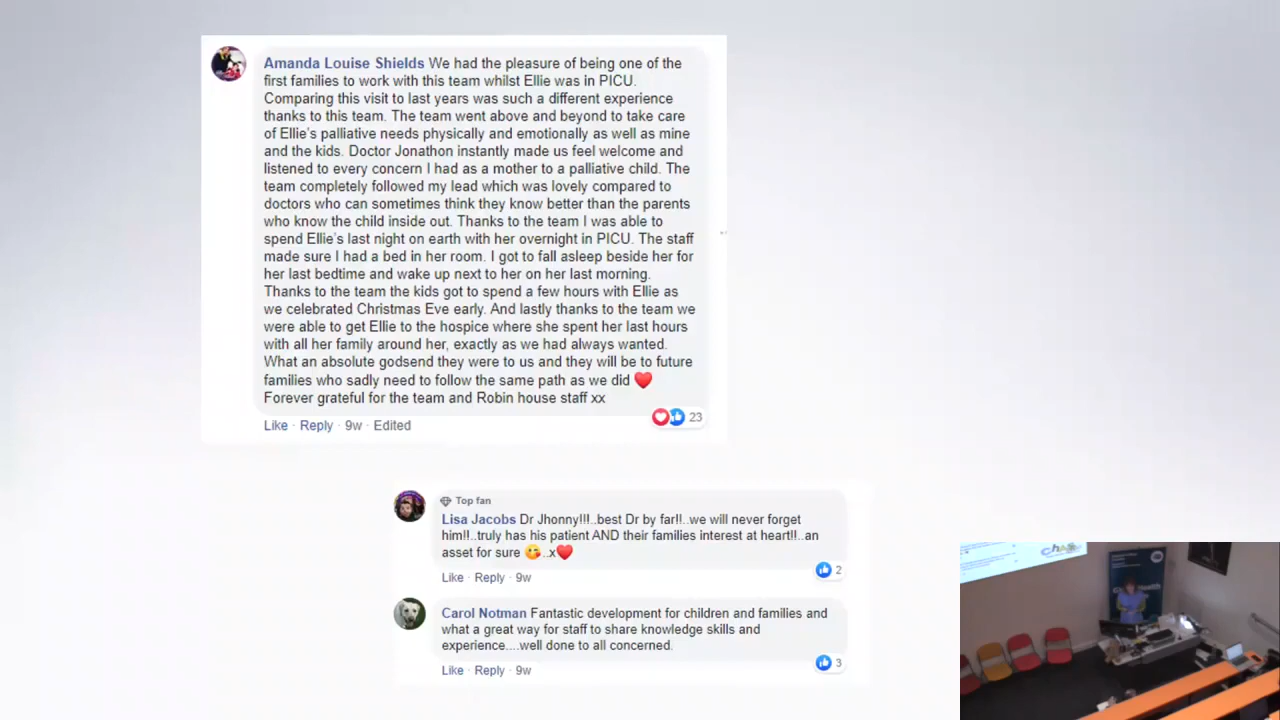 Amanda Louise Shields We had the pleasure of being one of the
first families to work with this team whilst Ellie was in PICU.
Comparing this visit to last years was such a different experience
thanks to this team. The team went above and beyond to take care
of Ellie's palliative needs physically and emotionally as well as mine
and the kids. Doctor Jonathon instantly made us feel welcome and
listened to every concern I had as a mother to a palliative child. The
team completely followed my lead which was lovely compared to
doctors who can sometimes think they know better than the parents
who know the child inside out. Thanks to the team I was able to
spend Ellie's last night on earth with her overnight in PICU. The staff
made sure I had a bed in her room. I got to fall asleep beside her for
her last bedtime and wake up next to her on her last morning.
Thanks to the team the kids got to spend a few hours with Ellie as
we celebrated Christmas Eve early. And lastly thanks to the team we
were able to get Ellie to the hospice where she spent her last hours
with all her family around her, exactly as we had always wanted.
What an absolute godsend they were to us and they will be to future
families who sadly need to follow the same path as we did ❤️
Forever grateful for the team and Robin house staff xx
23
Like · Reply · 9w · Edited
Top fan
Lisa Jacobs Dr Jhonny!!!..best Dr by far!!..we will never forget
him!!..truly has his patient AND their families interest at heart!!..an
asset for sure 😋..x❤️
2
Like · Reply · 9w
Carol Notman Fantastic development for children and families and
what a great way for staff to share knowledge skills and
experience....well done to all concerned.
3
Like · Reply · 9w